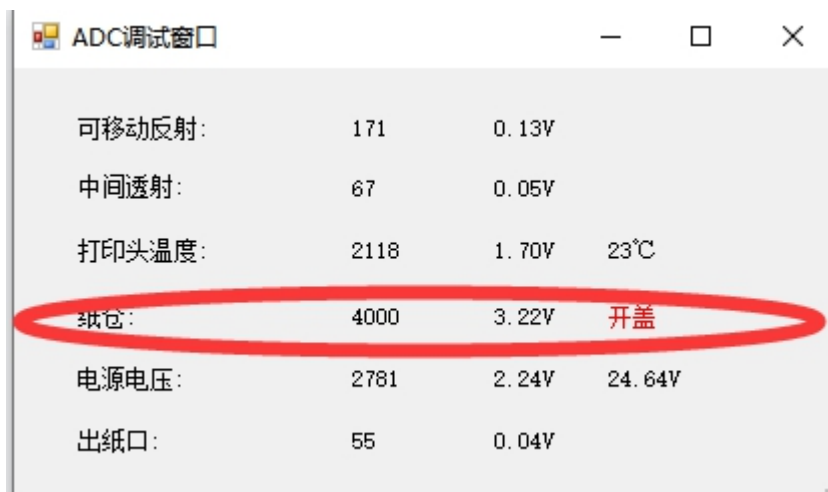 ADC调试窗口
可移动反射: 171 0.13V
中间透射: 67 0.05V
打印头温度: 2118 1.70V 23℃
纸仓: 4000 3.22V 开盖
电源电压: 2781 2.24V 24.64V
出纸口: 55 0.04V